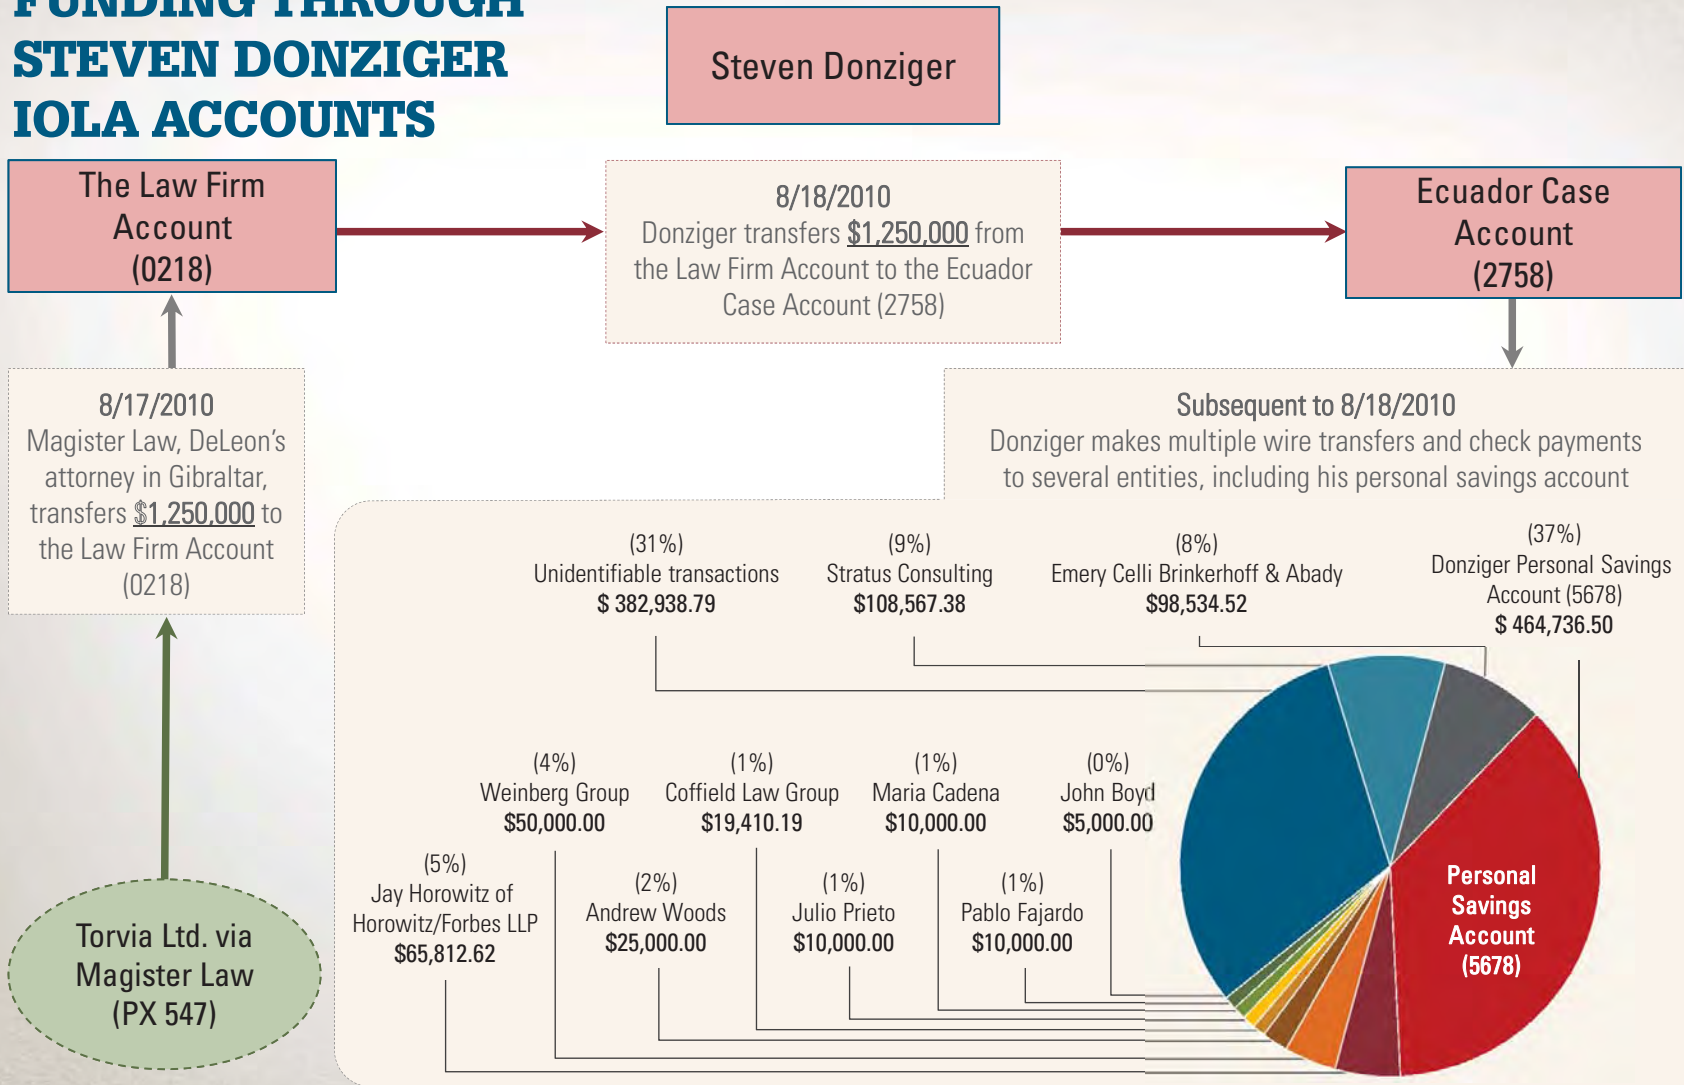 FUNDING THROUGH
STEVEN DONZIGER
IOLA ACCOUNTS
Steven Donziger
The Law Firm
Account
(0218)
8/18/2010
Donziger transfers $1,250,000 from
the Law Firm Account to the Ecuador
Case Account (2758)
Ecuador Case
Account
(2758)
8/17/2010
Magister Law, DeLeon’s
attorney in Gibraltar,
transfers $1,250,000 to
the Law Firm Account
(0218)
Torvia Ltd. via
Magister Law
(PX 547)
Subsequent to 8/18/2010
Donziger makes multiple wire transfers and check payments
to several entities, including his personal savings account
(31%)
Unidentifiable transactions
$ 382,938.79
(9%)
Stratus Consulting
$108,567.38
(8%)
Emery Celli Brinkerhoff & Abady
$98,534.52
(37%)
Donziger Personal Savings
Account (5678)
$ 464,736.50
(4%)
Weinberg Group
$50,000.00
(1%)
Coffield Law Group
$19,410.19
(1%)
Maria Cadena
$10,000.00
(0%)
John Boyd
$5,000.00
(5%)
Jay Horowitz of
Horowitz/Forbes LLP
$65,812.62
(2%)
Andrew Woods
$25,000.00
(1%)
Julio Prieto
$10,000.00
(1%)
Pablo Fajardo
$10,000.00
Personal
Savings
Account
(5678)